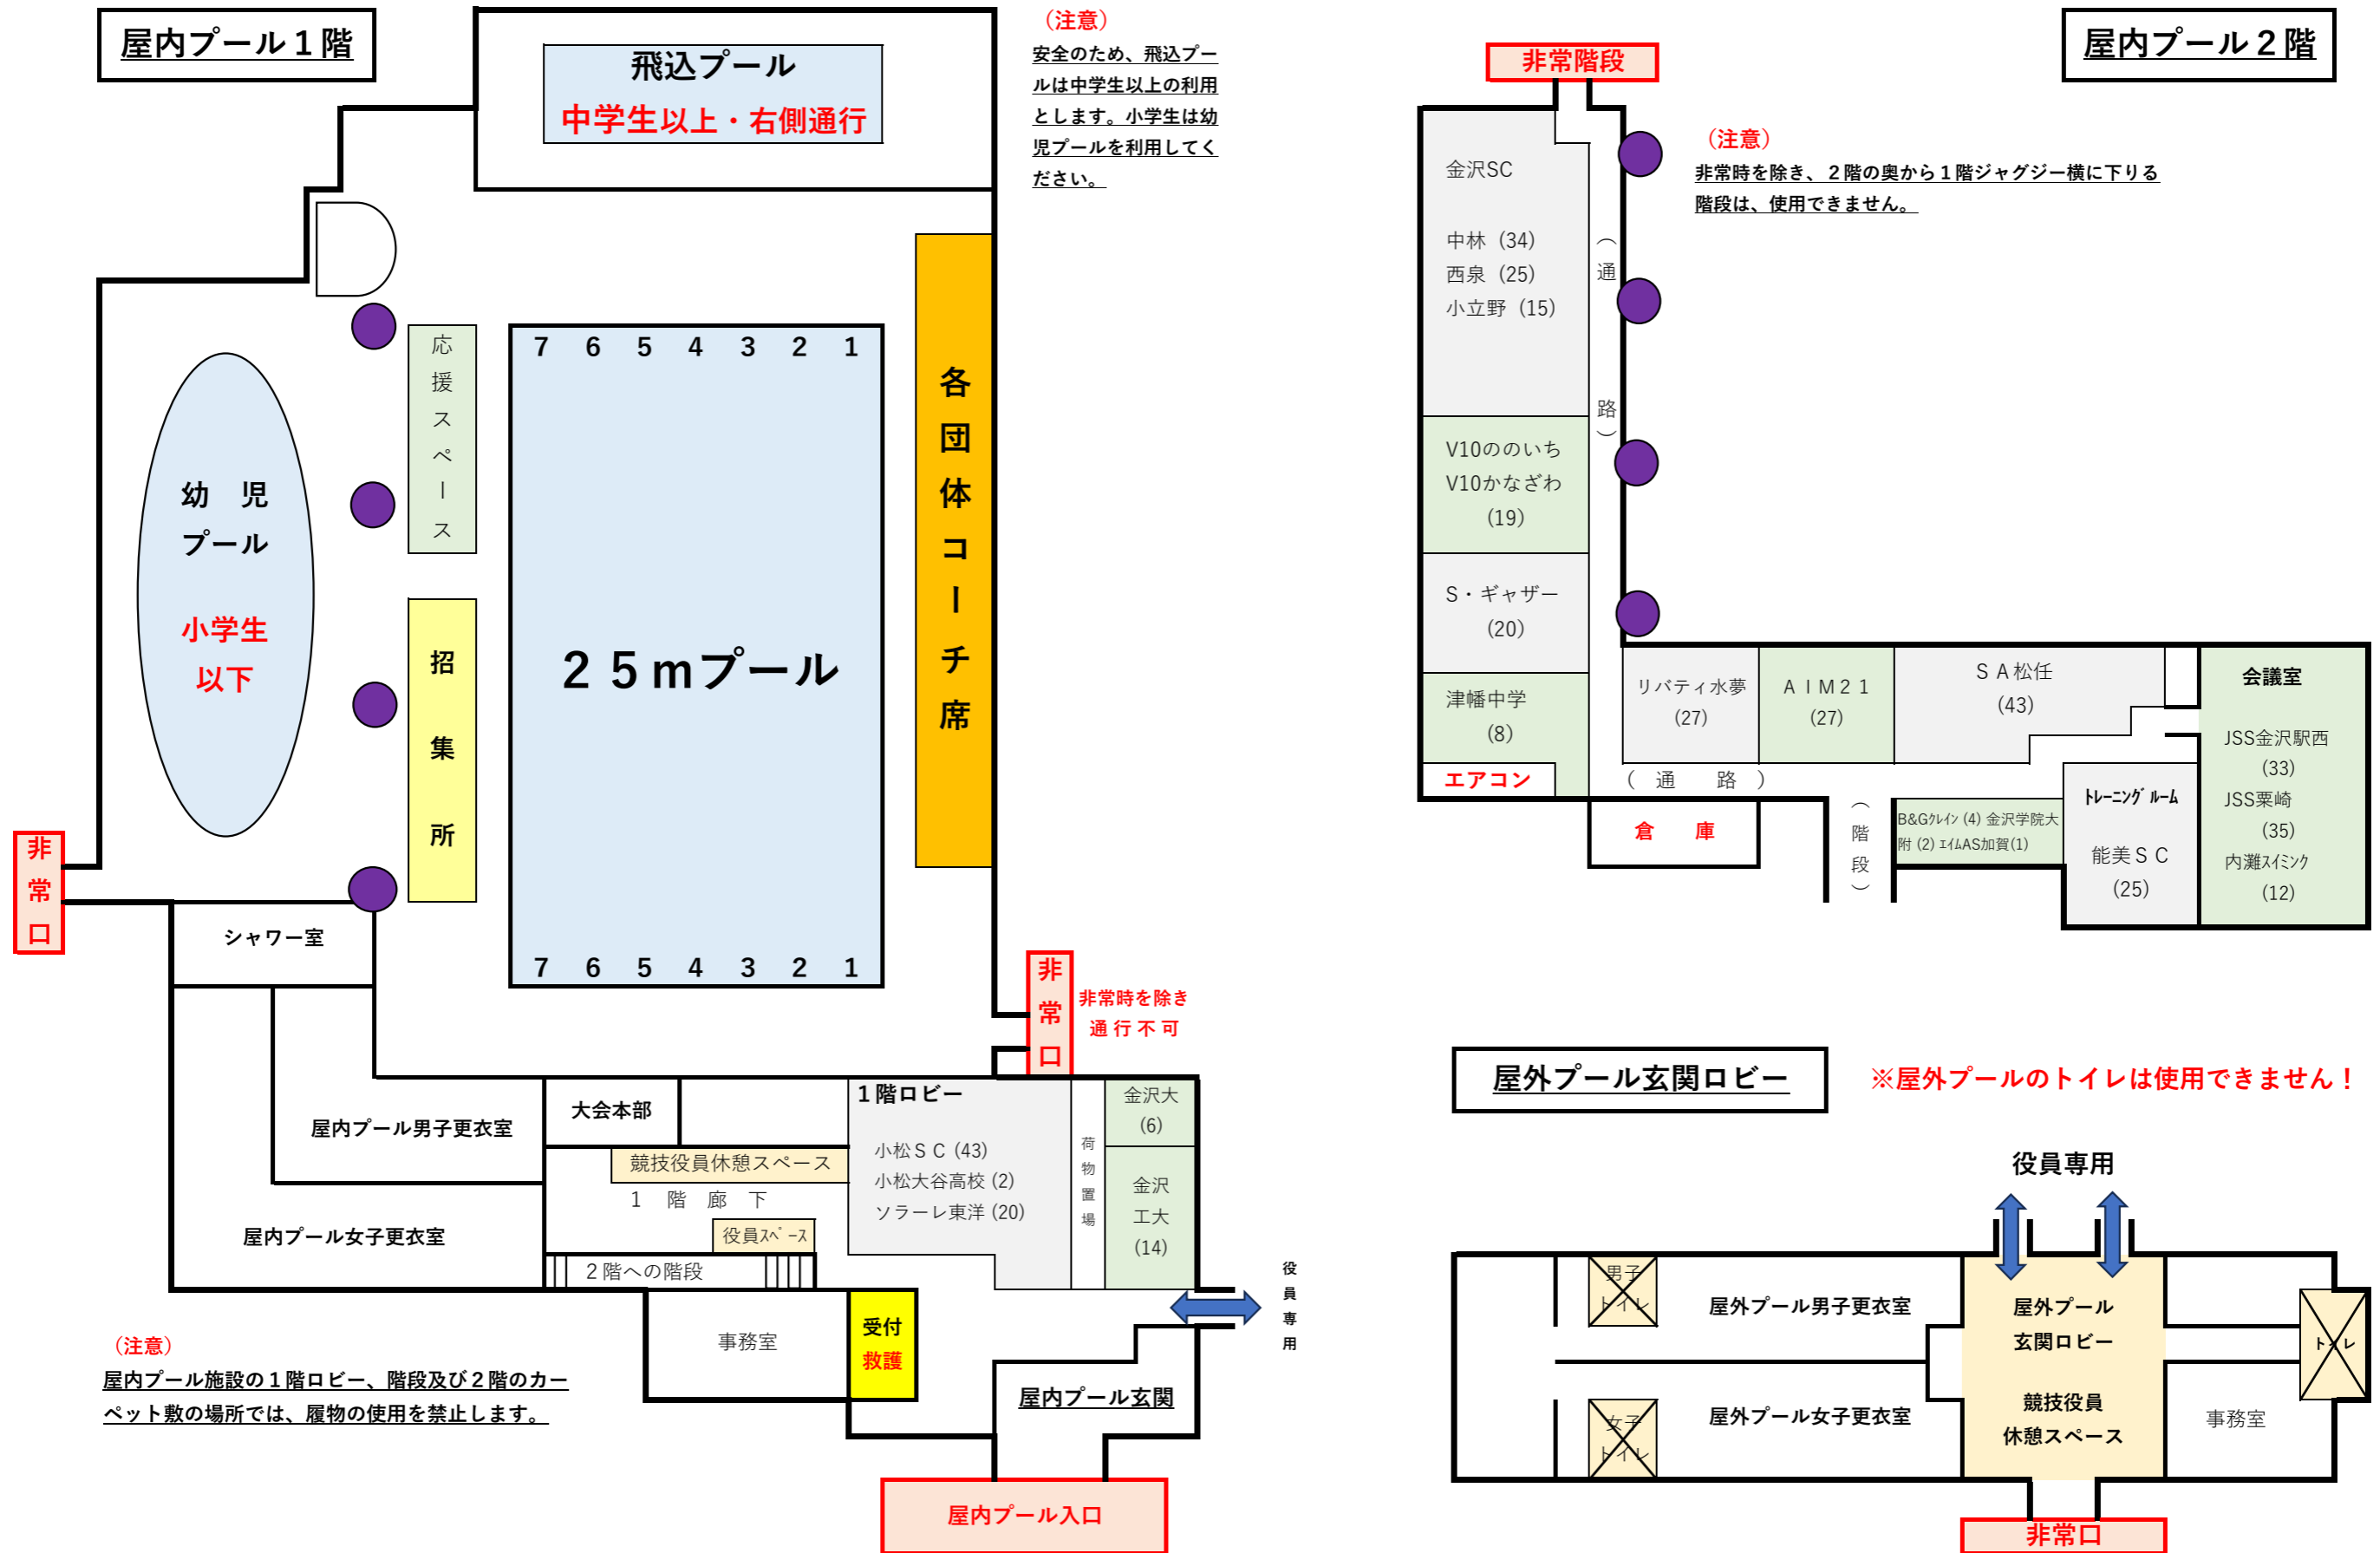 屋内プール１階
飛込プール
中学生以上・右側通行
（注意）
安全のため、飛込プー
ルは中学生以上の利用
とします。小学生は幼
児プールを利用してく
ださい。
7 6 5 4 3 2 1
応援スペース
各団体コーチ席
幼　児
プール
小学生
以下
２５ｍプール
招集所
非常口
シャワー室
7 6 5 4 3 2 1
非常口
非常時を除き
通行不可
屋内プール男子更衣室
大会本部
１階ロビー
小松ＳＣ (43)
小松大谷高校 (2)
ソラーレ東洋 (20)
荷物置場
金沢大
(6)
金沢
工大
(14)
競技役員休憩スペース
１　階　廊　下
役員ｽﾍﾟｰｽ
屋内プール女子更衣室
２階への階段
役員専用
事務室
受付
救護
（注意）
屋内プール施設の１階ロビー、階段及び２階のカー
ペット敷の場所では、履物の使用を禁止します。
屋内プール玄関
屋内プール入口
屋内プール２階
非常階段
（注意）
非常時を除き、２階の奥から１階ジャグジー横に下りる
階段は、使用できません。
金沢SC
中林 (34)
西泉 (25)
小立野 (15)
（通　路）
V10ののいち
V10かなざわ
(19)
S・ギャザー
(20)
津幡中学
(8)
エアコン
リバティ水夢
(27)
ＡＩＭ２１
(27)
ＳＡ松任
(43)
会議室
JSS金沢駅西
(33)
JSS粟崎
(35)
内灘ｽｲﾐﾝｸ
(12)
（　通　路　）
倉　庫
（階段）
B&Gｸﾚｲﾝ (4) 金沢学院大
附 (2) ｴｲﾑAS加賀(1)
ﾄﾚｰﾆﾝｸﾞﾙｰﾑ
能美ＳＣ
(25)
屋外プール玄関ロビー
※屋外プールのトイレは使用できません！
役員専用
男子
トイレ
屋外プール男子更衣室
屋外プール
玄関ロビー
トイレ
女子
トイレ
屋外プール女子更衣室
競技役員
休憩スペース
事務室
非常口